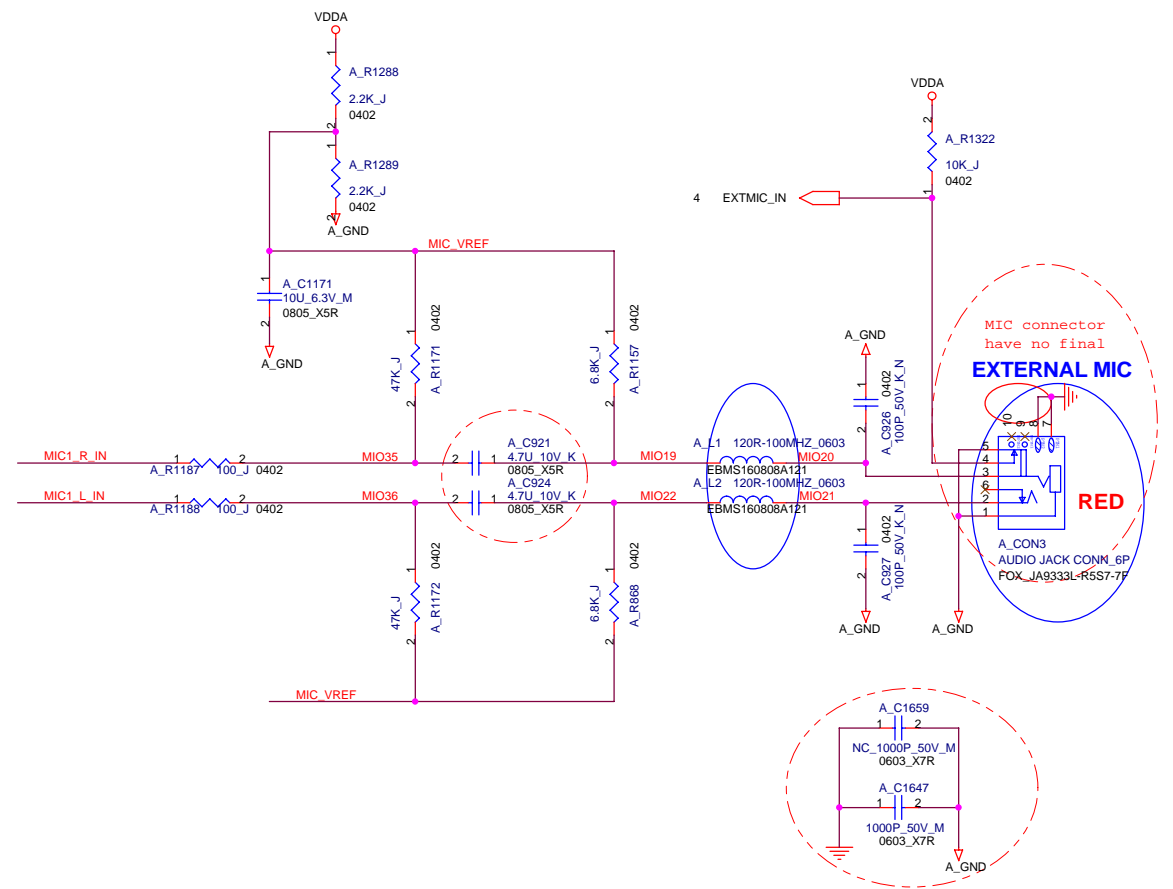 VDDA
1
A_R1288
2.2K_J
0402
2
1
A_R1289
2.2K_J
0402
2
A_GND
VDDA
2
A_R1322
10K_J
0402
1
4 EXTMIC_IN
MIC_VREF
1
A_C1171
10U_6.3V_M
0805_X5R
2
A_GND
1 0402
47K_J
A_R1171
2
1 0402
6.8K_J
A_R1157
2
A_GND
1
0402
100P_50V_K_N
A_C926
2
MIC connector
have no final
EXTERNAL MIC
10
9
8
7
5
4
3
6
2
1
RED
A_CON3
AUDIO JACK CONN_6P
FOX_JA9333L-R5S7-7F
MIC1_R_IN
1 2
A_R1187 100_J 0402
MIO35
A_C921
2 1 4.7U_10V_K
0805_X5R
MIO19
A_L1 120R-100MHZ_0603
EBMS160808A121
MIO20
MIC1_L_IN
1 2
A_R1188 100_J 0402
MIO36
A_C924
2 1 4.7U_10V_K
0805_X5R
MIO22
A_L2 120R-100MHZ_0603
EBMS160808A121
MIO21
1 0402
47K_J
A_R1172
2
1 0402
6.8K_J
A_R868
2
1
0402
100P_50V_K_N
A_C927
2
A_GND
A_GND
MIC_VREF
A_C1659
1 2
NC_1000P_50V_M
0603_X7R
A_C1647
1 2
1000P_50V_M
0603_X7R
A_GND